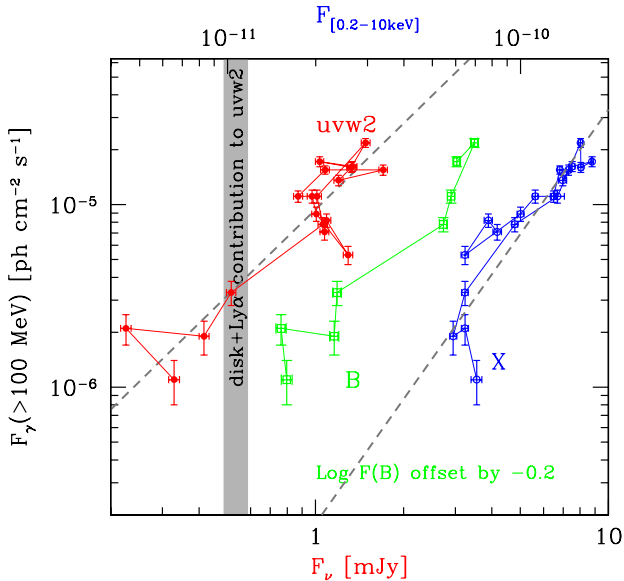 F[0.2−10keV]
10−11 10−10
uvw2
disk+Lyα contribution to uvw2
Fγ(>100 MeV) [ph cm−2 s−1]
10−5
10−6
B
X
Log F(B) offset by −0.2
1 10
Fν [mJy]